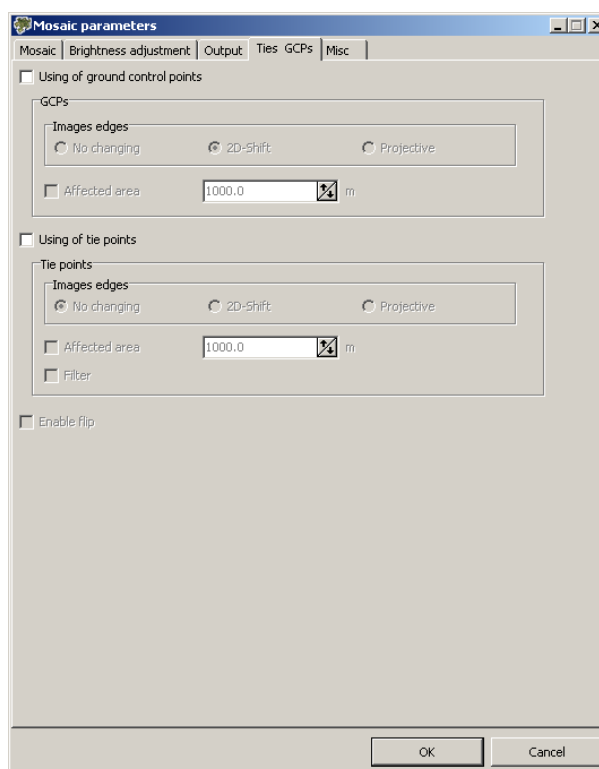 Mosaic parameters
Mosaic Brightness adjustment Output Ties GCPs Misc
Using of ground control points
GCPs
Images edges
No changing 2D-Shift Projective
Affected area 1000.0 m
Using of tie points
Tie points
Images edges
No changing 2D-Shift Projective
Affected area 1000.0 m
Filter
Enable flip
OK Cancel